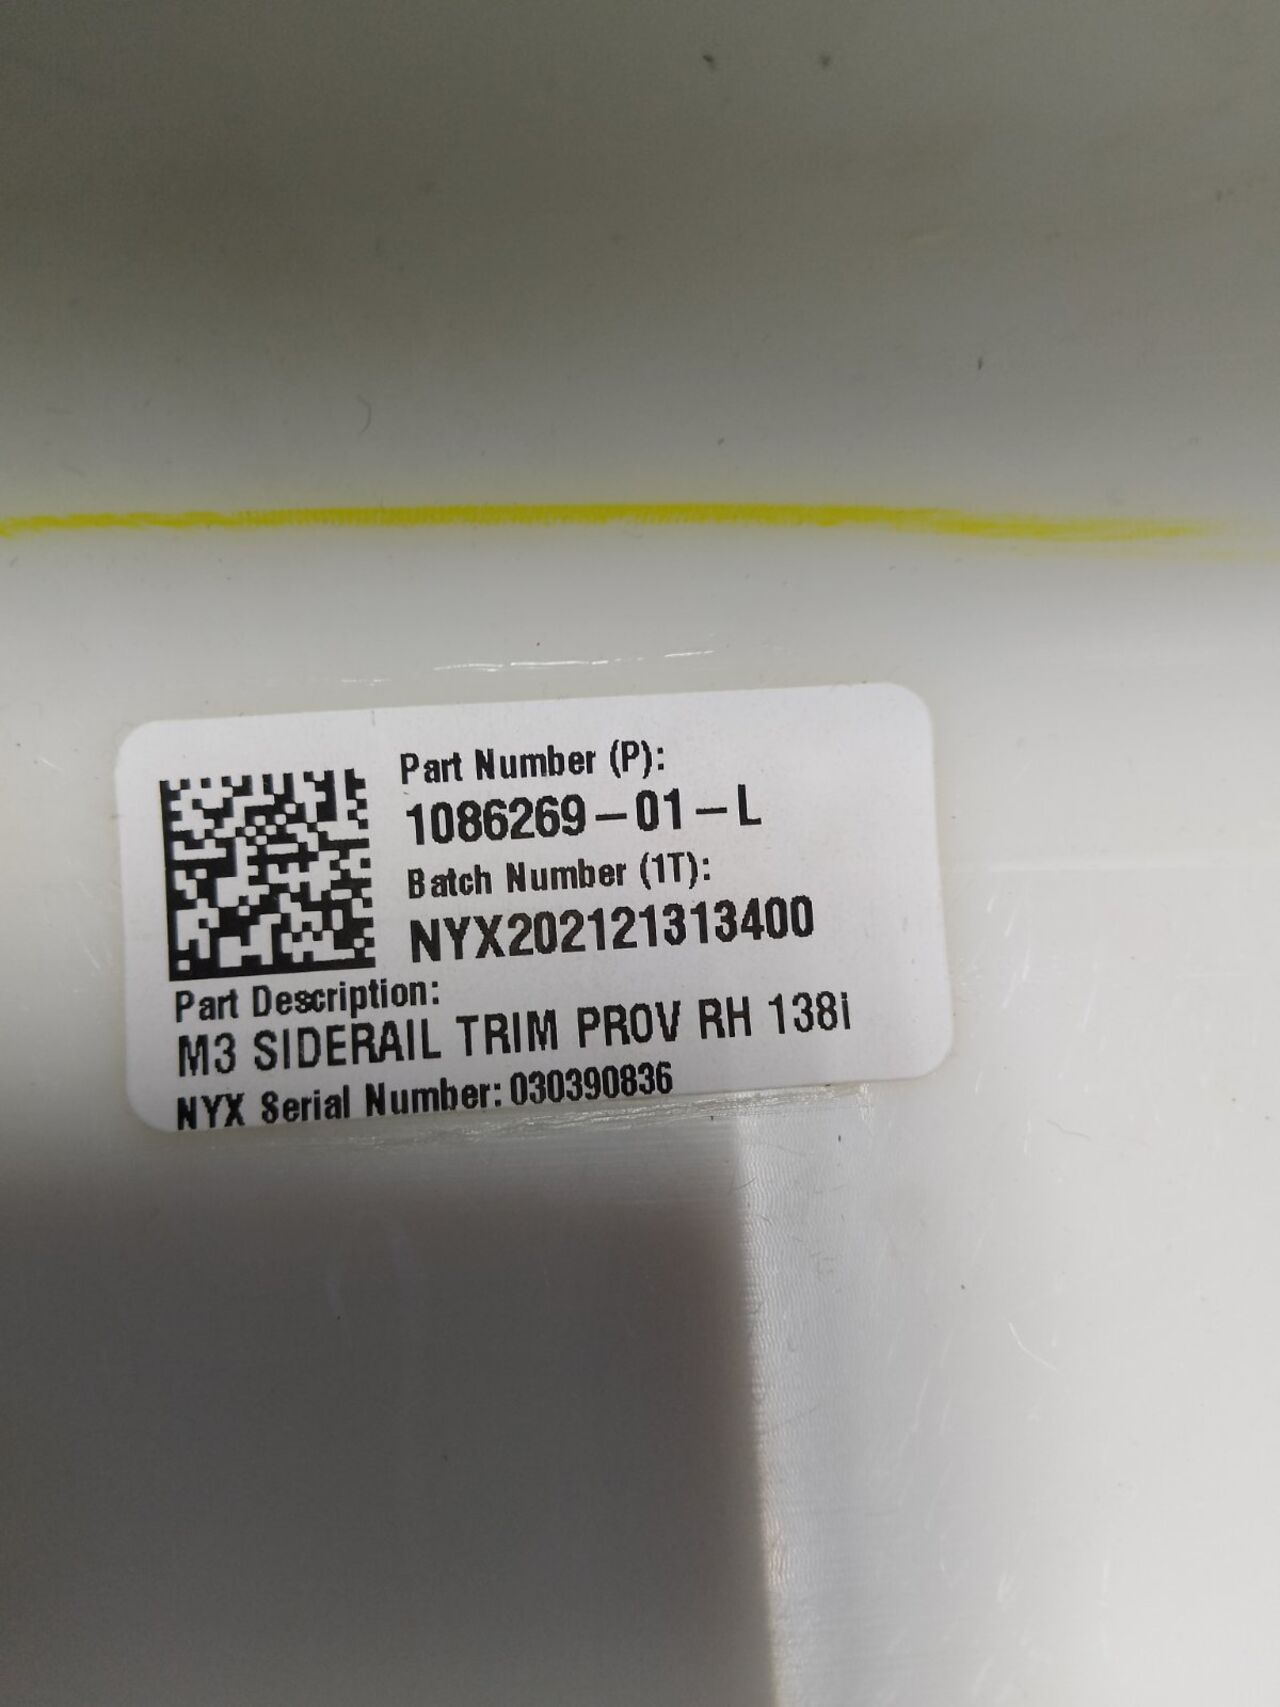 Part Number (P):
1086269-01-L
Batch Number (1T):
NYX202121313400
Part Description:
M3 SIDERAIL TRIM PROV RH 138i
NYX Serial Number: 030390836